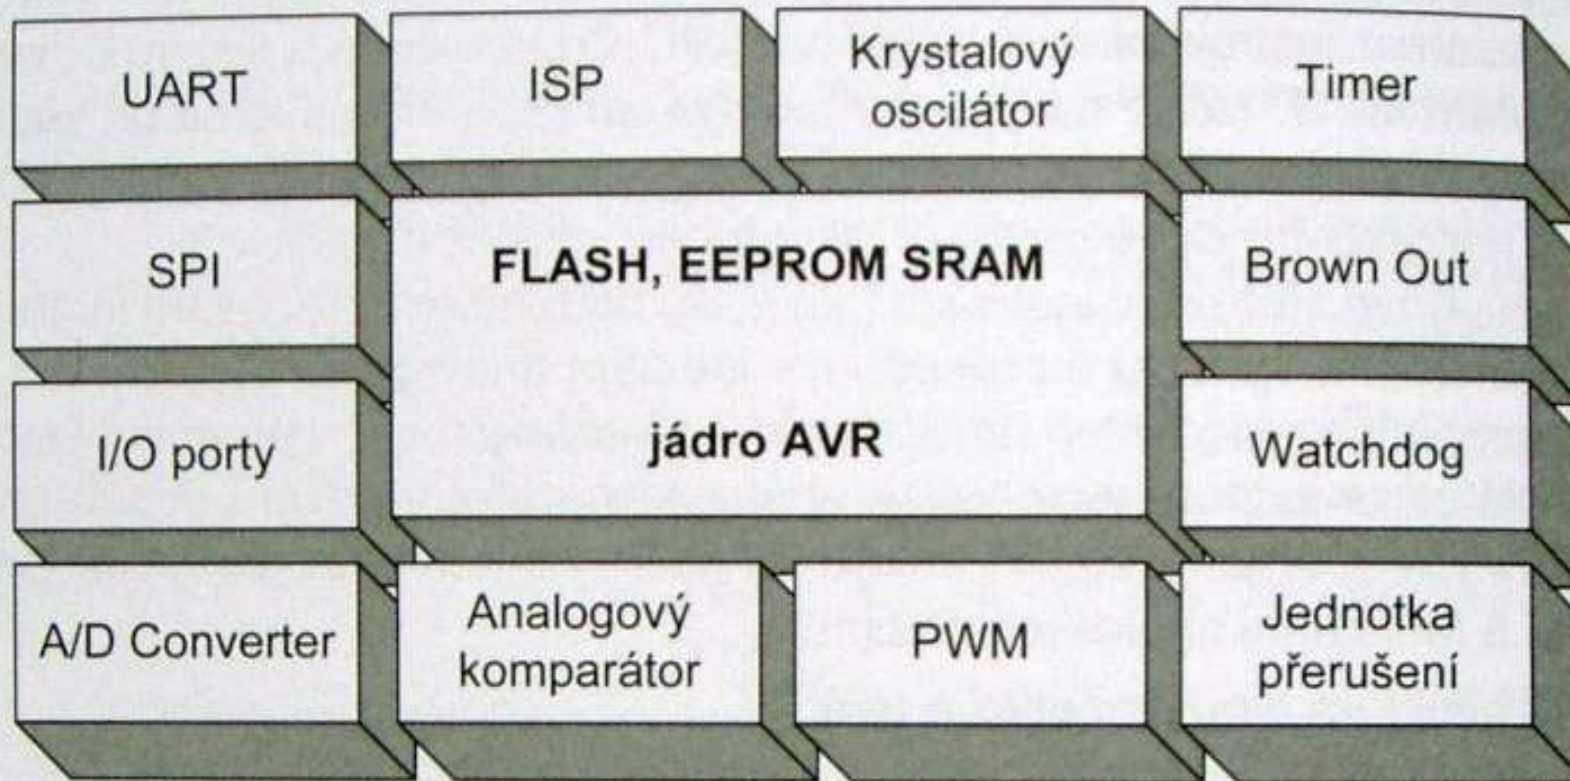 UART
ISP
Krystalový
oscilátor
Timer
SPI
FLASH, EEPROM SRAM
Brown Out
I/O porty
jádro AVR
Watchdog
A/D Converter
Analogový
komparátor
PWM
Jednotka
přerušení